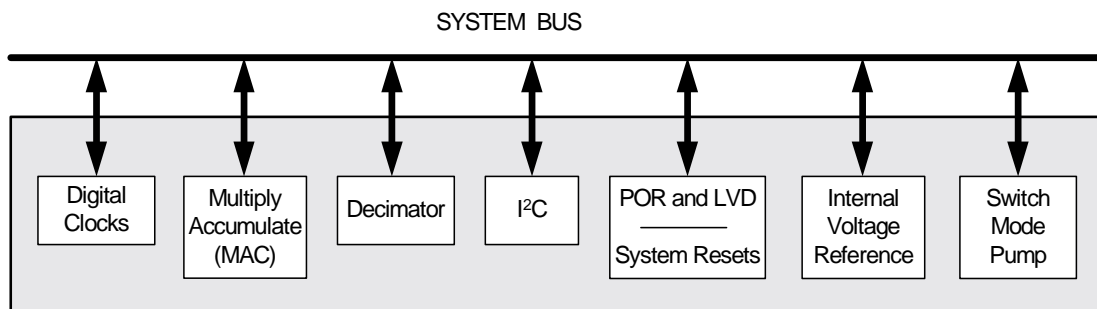 SYSTEM BUS
Digital
Clocks
Multiply
Accumulate
(MAC)
Decimator
I²C
POR and LVD
System Resets
Internal
Voltage
Reference
Switch
Mode
Pump